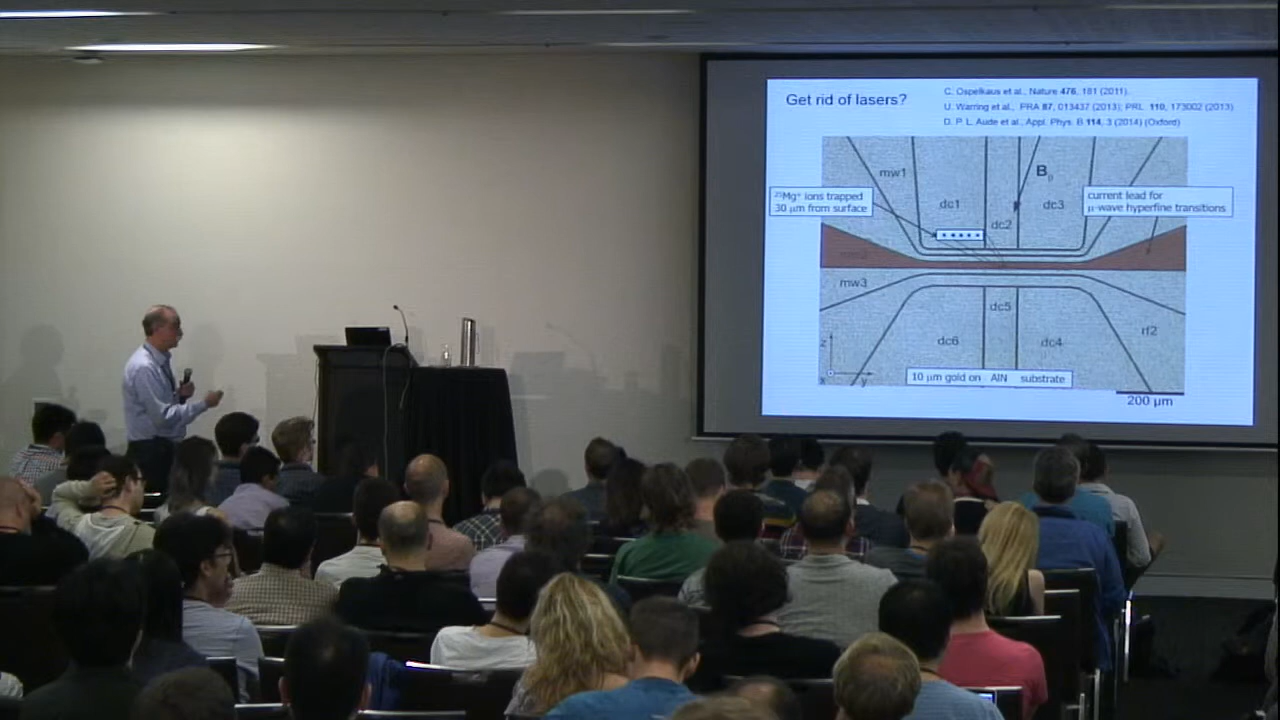 Get rid of lasers?
C. Ospelkaus et al., Nature 476, 181 (2011).
U. Warring et al., PRA 87, 013437 (2013); PRL 110, 173002 (2013)
D. P. L. Aude et al., Appl. Phys. B 114, 3 (2014) (Oxford)
mw1
B0
25Mg+ ions trapped
30 μm from surface
dc1
dc2
dc3
current lead for
μ-wave hyperfine transitions
mw3
dc5
rf2
dc6
dc4
z
x
y
10 μm gold on AlN substrate
200 μm